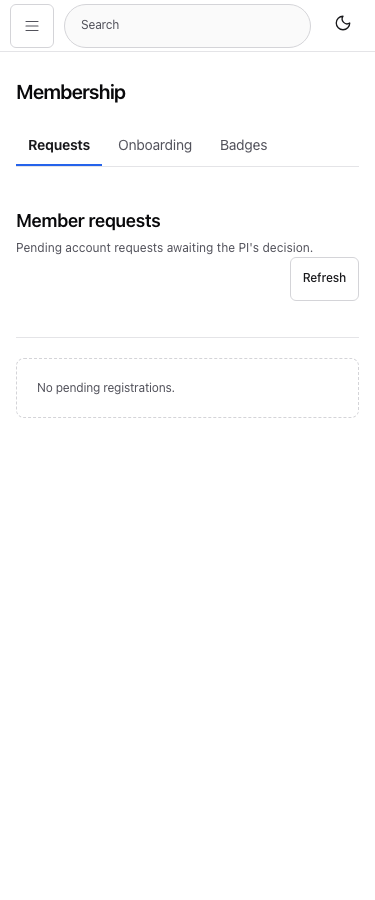 Search
Membership
Requests
Onboarding
Badges
Member requests
Pending account requests awaiting the PI's decision.
Refresh
No pending registrations.